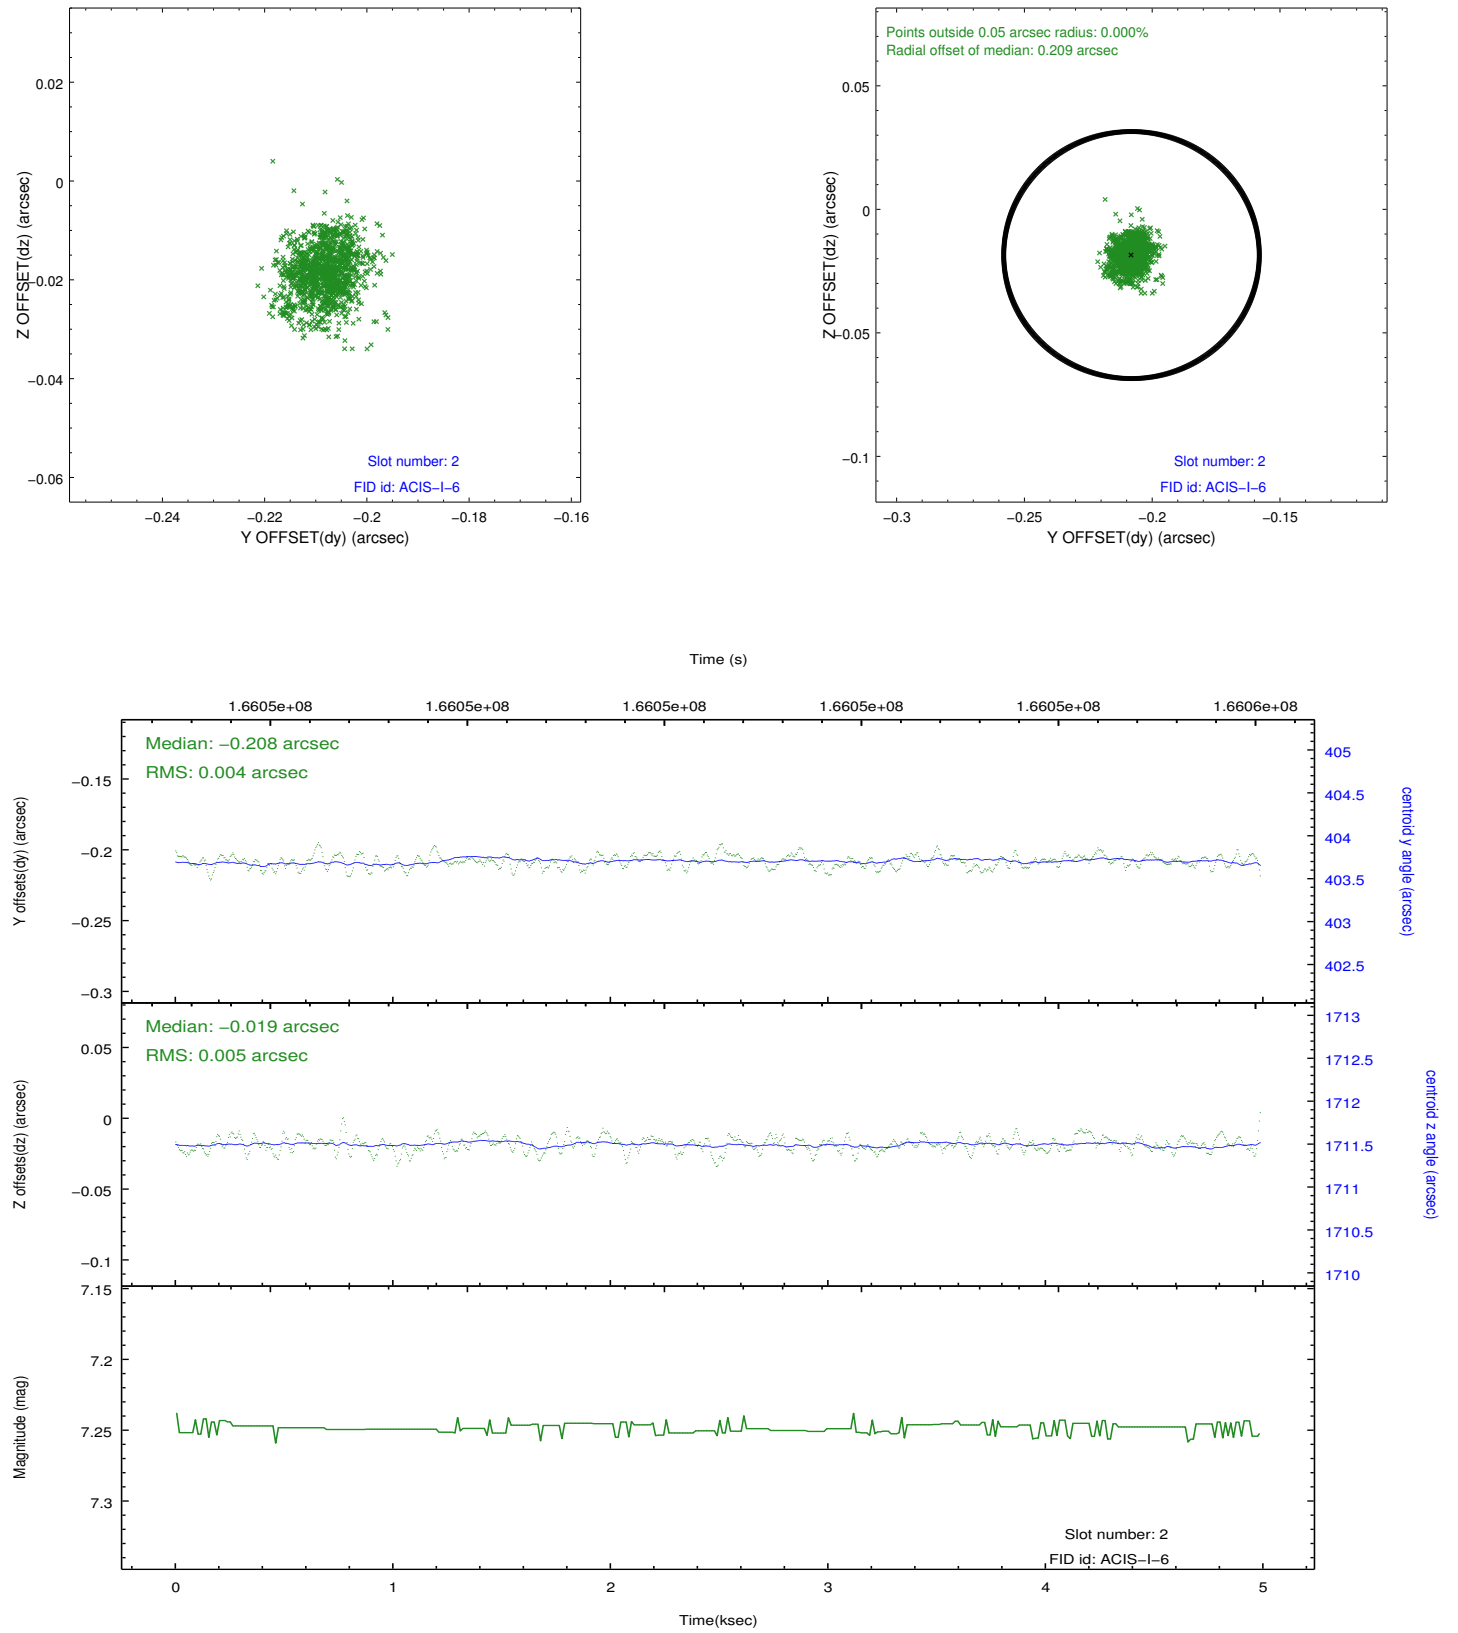 0.02
0
−0.02
−0.04
−0.06
Z OFFSET(dz) (arcsec)
−0.24
−0.22
−0.2
−0.18
−0.16
Y OFFSET(dy) (arcsec)
Slot number: 2
FID id: ACIS−I−6
Points outside 0.05 arcsec radius: 0.000%
Radial offset of median: 0.209 arcsec
0.05
0
−0.05
−0.1
Z OFFSET(dz) (arcsec)
−0.3
−0.25
−0.2
−0.15
Y OFFSET(dy) (arcsec)
Slot number: 2
FID id: ACIS−I−6
Time (s)
1.6605e+08
1.6605e+08
1.6605e+08
1.6605e+08
1.6605e+08
1.6606e+08
Median: −0.208 arcsec
RMS: 0.004 arcsec
−0.15
−0.2
−0.25
−0.3
Y offsets(dy) (arcsec)
405
404.5
404
403.5
403
402.5
centroid y angle (arcsec)
Median: −0.019 arcsec
RMS: 0.005 arcsec
0.05
0
−0.05
−0.1
Z offsets(dz) (arcsec)
1713
1712.5
1712
1711.5
1711
1710.5
1710
centroid z angle (arcsec)
7.15
7.2
7.25
7.3
Magnitude (mag)
Slot number: 2
FID id: ACIS−I−6
0
1
2
3
4
5
Time(ksec)